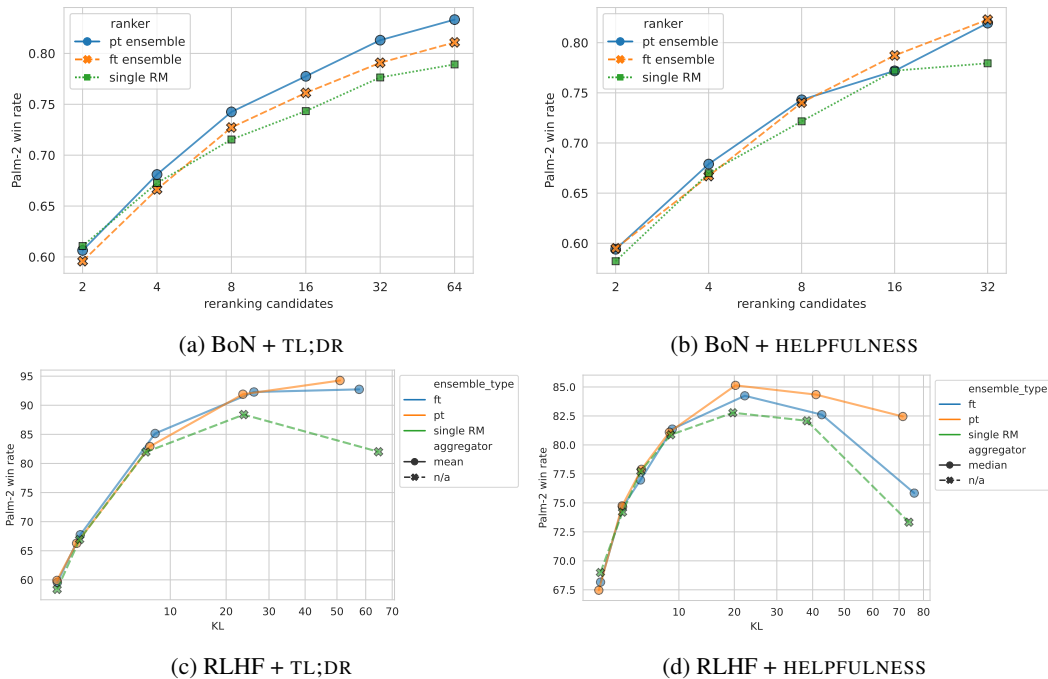 ranker
pt ensemble
ft ensemble
single RM
0.80
0.75
0.70
0.65
0.60
Palm-2 win rate
2 4 8 16 32 64
reranking candidates
(a) BoN + TL;DR
ranker
pt ensemble
ft ensemble
single RM
0.80
0.75
0.70
0.65
0.60
Palm-2 win rate
2 4 8 16 32
reranking candidates
(b) BoN + HELPFULNESS
95
90
85
80
75
70
65
60
Palm-2 win rate
10 20 30 40 50 60 70
KL
ensemble_type
ft
pt
single RM
aggregator
mean
n/a
(c) RLHF + TL;DR
85.0
82.5
80.0
77.5
75.0
72.5
70.0
67.5
Palm-2 win rate
10 20 30 40 50 60 70 80
KL
ensemble_type
ft
pt
single RM
aggregator
median
n/a
(d) RLHF + HELPFULNESS